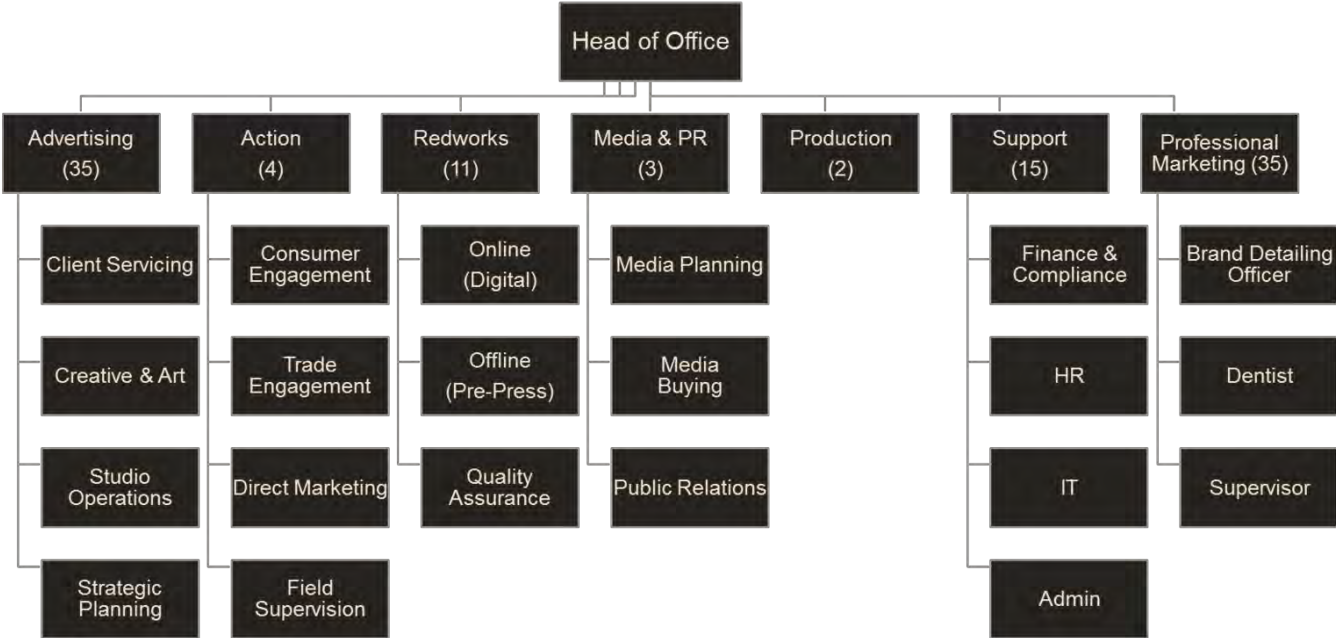 Head of Office
Advertising
(35)
Action
(4)
Redworks
(11)
Media & PR
(3)
Production
(2)
Support
(15)
Professional
Marketing (35)
Client Servicing
Creative & Art
Studio
Operations
Strategic
Planning
Consumer
Engagement
Trade
Engagement
Direct Marketing
Field
Supervision
Online
(Digital)
Offline
(Pre-Press)
Quality
Assurance
Media Planning
Media
Buying
Public Relations
Finance &
Compliance
HR
IT
Admin
Brand Detailing
Officer
Dentist
Supervisor